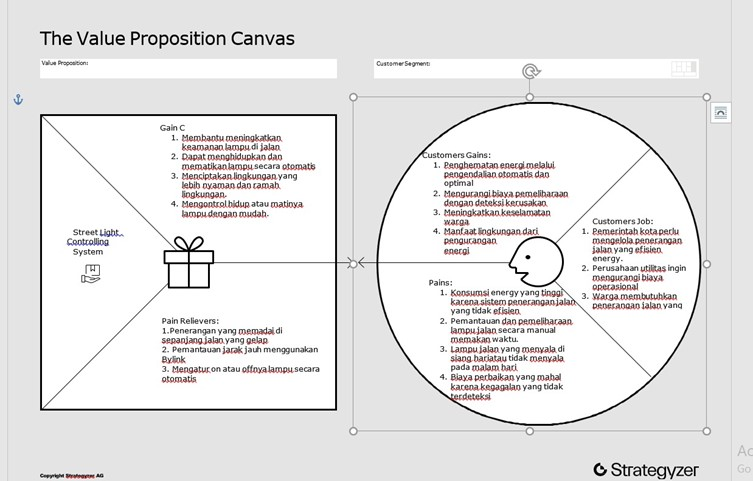 The Value Proposition Canvas
Value Proposition:
Customer Segment:
Gain C
1. Membantu meningkatkan
keamanan lampu di jalan
2. Dapat menghidupkan dan
mematikan lampu secara otomatis
3. Menciptakan lingkungan yang
lebih nyaman dan ramah
lingkungan.
4. Mengontrol hidup atau matinya
lampu dengan mudah.
Street Light
Controlling
System
Pain Relievers:
1.Penerangan yang memadai di
sepanjang jalan yang gelap
2. Pemantauan jarak jauh menggunakan
Bylink
3. Mengatur on atau offnya lampu secara
otomatis
Customers Gains:
1. Penghematan energi melalui
pengendalian otomatis dan
optimal
2. Mengurangi biaya pemeliharaan
dengan deteksi kerusakan
3. Meningkatkan keselamatan
warga
4. Manfaat lingkungan dari
pengurangan
energi
Customers Job:
1. Pemerintah kota perlu
mengelola penerangan
jalan yang efisien
energy.
2. Perusahaan utilitas ingin
mengurangi biaya
operasional
3. Warga membutuhkan
penerangan jalan yang
Pains:
1. Konsumsi energy yang tinggi
karena sistem penerangan jalan
yang tidak efisien
2. Pemantauan dan pemeliharaan
lampu jalan secara manual
memakan waktu.
3. Lampu jalan yang menyala di
siang hariatau tidak menyala
pada malam hari
4. Biaya perbaikan yang mahal
karena kegagalan yang tidak
terdeteksi
Copyright Strategyzer AG
Strategyzer
Ac
Go